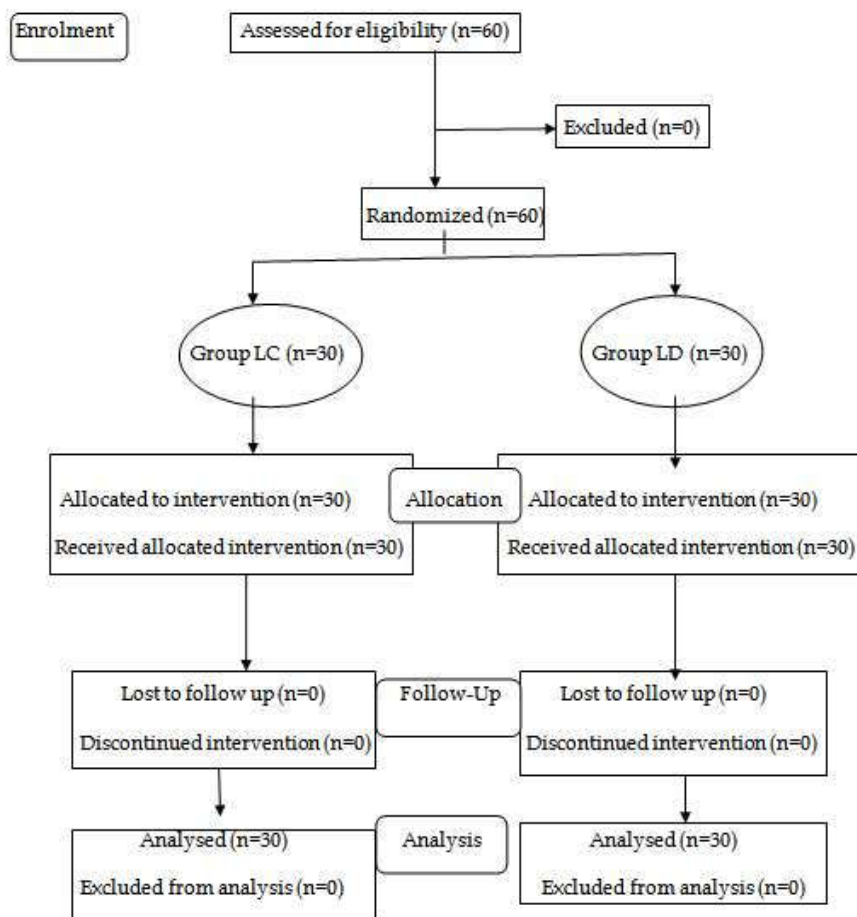 Enrolment
Assessed for eligibility (n=60)
Excluded (n=0)
Randomized (n=60)
Group LC (n=30)
Group LD (n=30)
Allocated to intervention (n=30)
Received allocated intervention (n=30)
Allocation
Allocated to intervention (n=30)
Received allocated intervention (n=30)
Lost to follow up (n=0)
Discontinued intervention (n=0)
Follow-Up
Lost to follow up (n=0)
Discontinued intervention (n=0)
Analysed (n=30)
Excluded from analysis (n=0)
Analysis
Analysed (n=30)
Excluded from analysis (n=0)